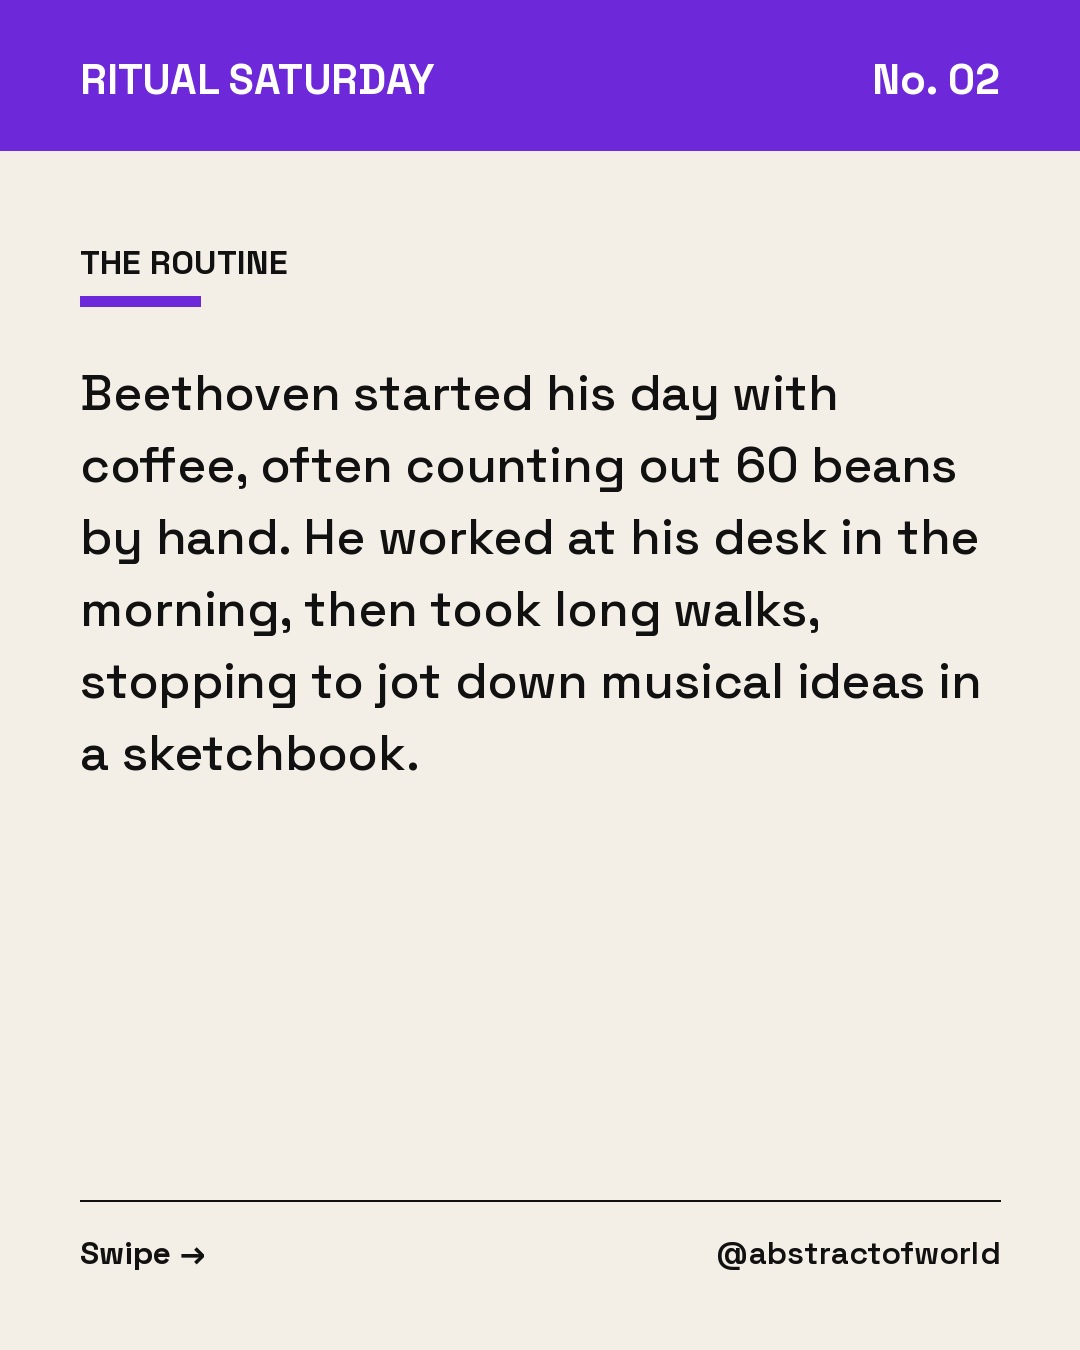 RITUAL SATURDAY
No. 02
THE ROUTINE
Beethoven started his day with
coffee, often counting out 60 beans
by hand. He worked at his desk in the
morning, then took long walks,
stopping to jot down musical ideas in
a sketchbook.
Swipe →
@abstractofworld